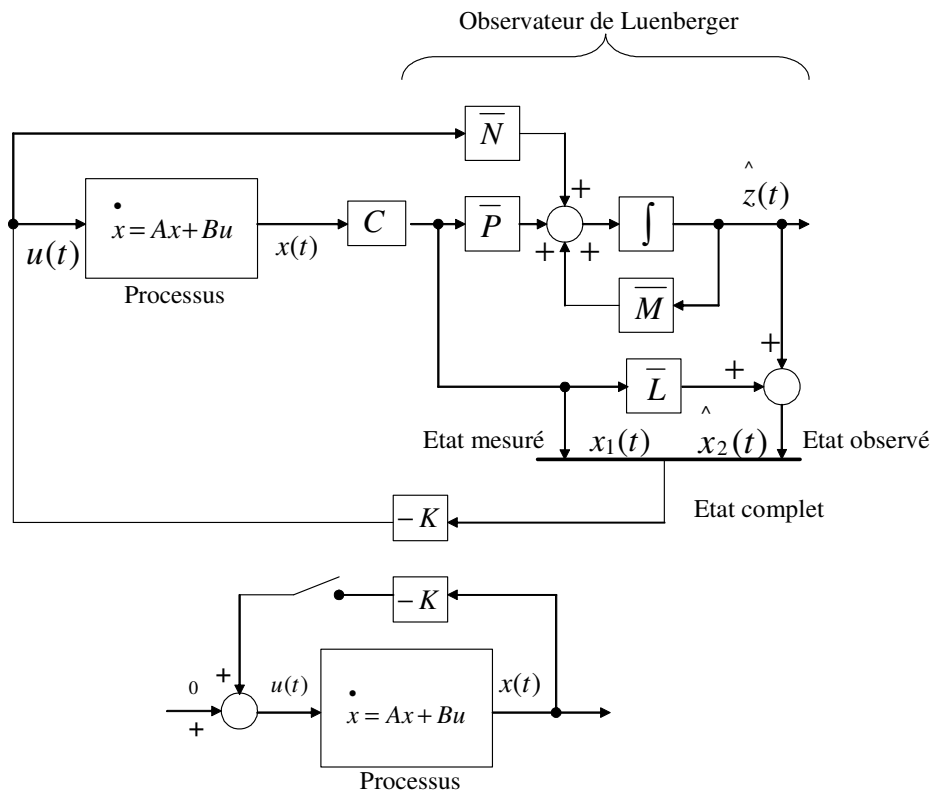 Observateur de Luenberger
N̅
ẑ(t)
ẋ = Ax + Bu
u(t)
Processus
x(t)
C
P̅
∫
+
+
+
M̅
+
L̅
+
Etat mesuré
x₁(t)
x̂₂(t)
Etat observé
Etat complet
− K
− K
0
+
+
u(t)
ẋ = Ax + Bu
x(t)
Processus